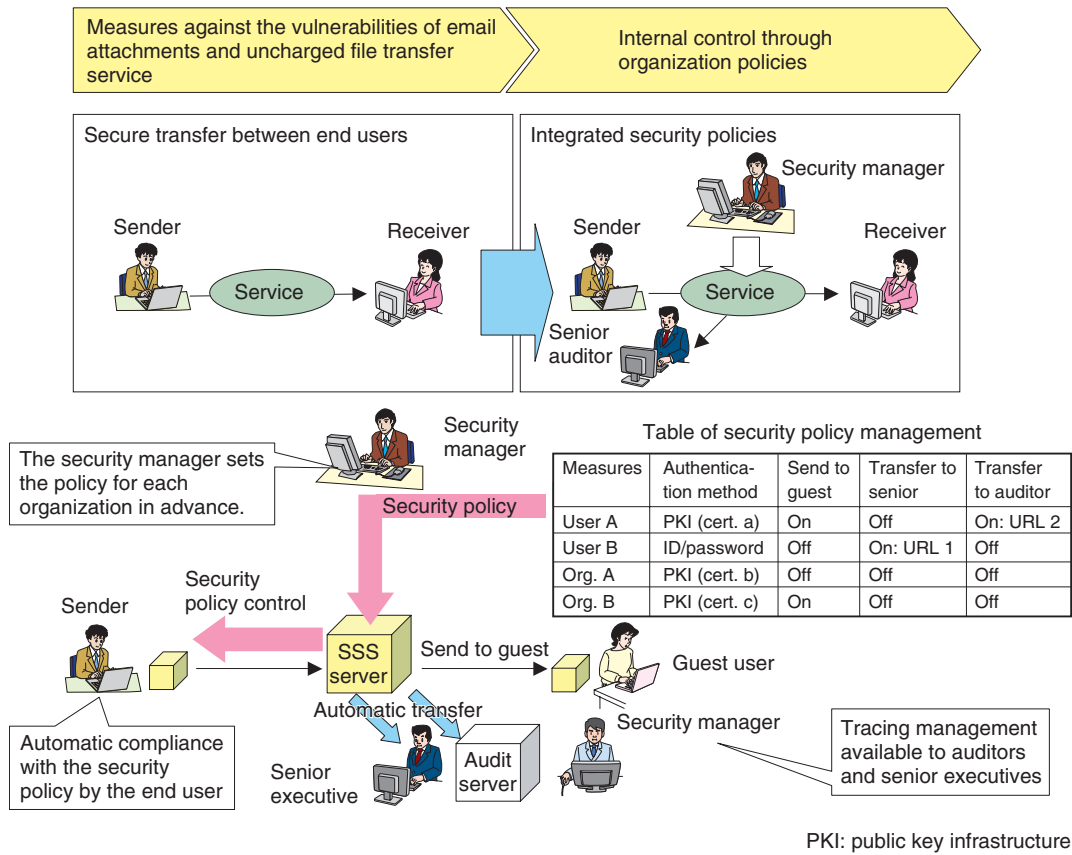 Measures against the vulnerabilities of email
attachments and uncharged file transfer
service
Internal control through
organization policies
Secure transfer between end users
Sender
Receiver
Service
Integrated security policies
Security manager
Sender
Receiver
Service
Senior
auditor
Security
manager
The security manager sets
the policy for each
organization in advance.
Security policy
Table of security policy management
Measures Authentica-tion method Send to guest Transfer to senior Transfer to auditor
User A PKI (cert. a) On Off On: URL 2
User B ID/password Off On: URL 1 Off
Org. A PKI (cert. b) Off Off Off
Org. B PKI (cert. c) On Off Off
Security
policy control
Sender
SSS
server
Send to guest
Guest user
Automatic transfer
Senior
executive
Audit
server
Security manager
Automatic compliance
with the security
policy by the end user
Tracing management
available to auditors
and senior executives
PKI: public key infrastructure